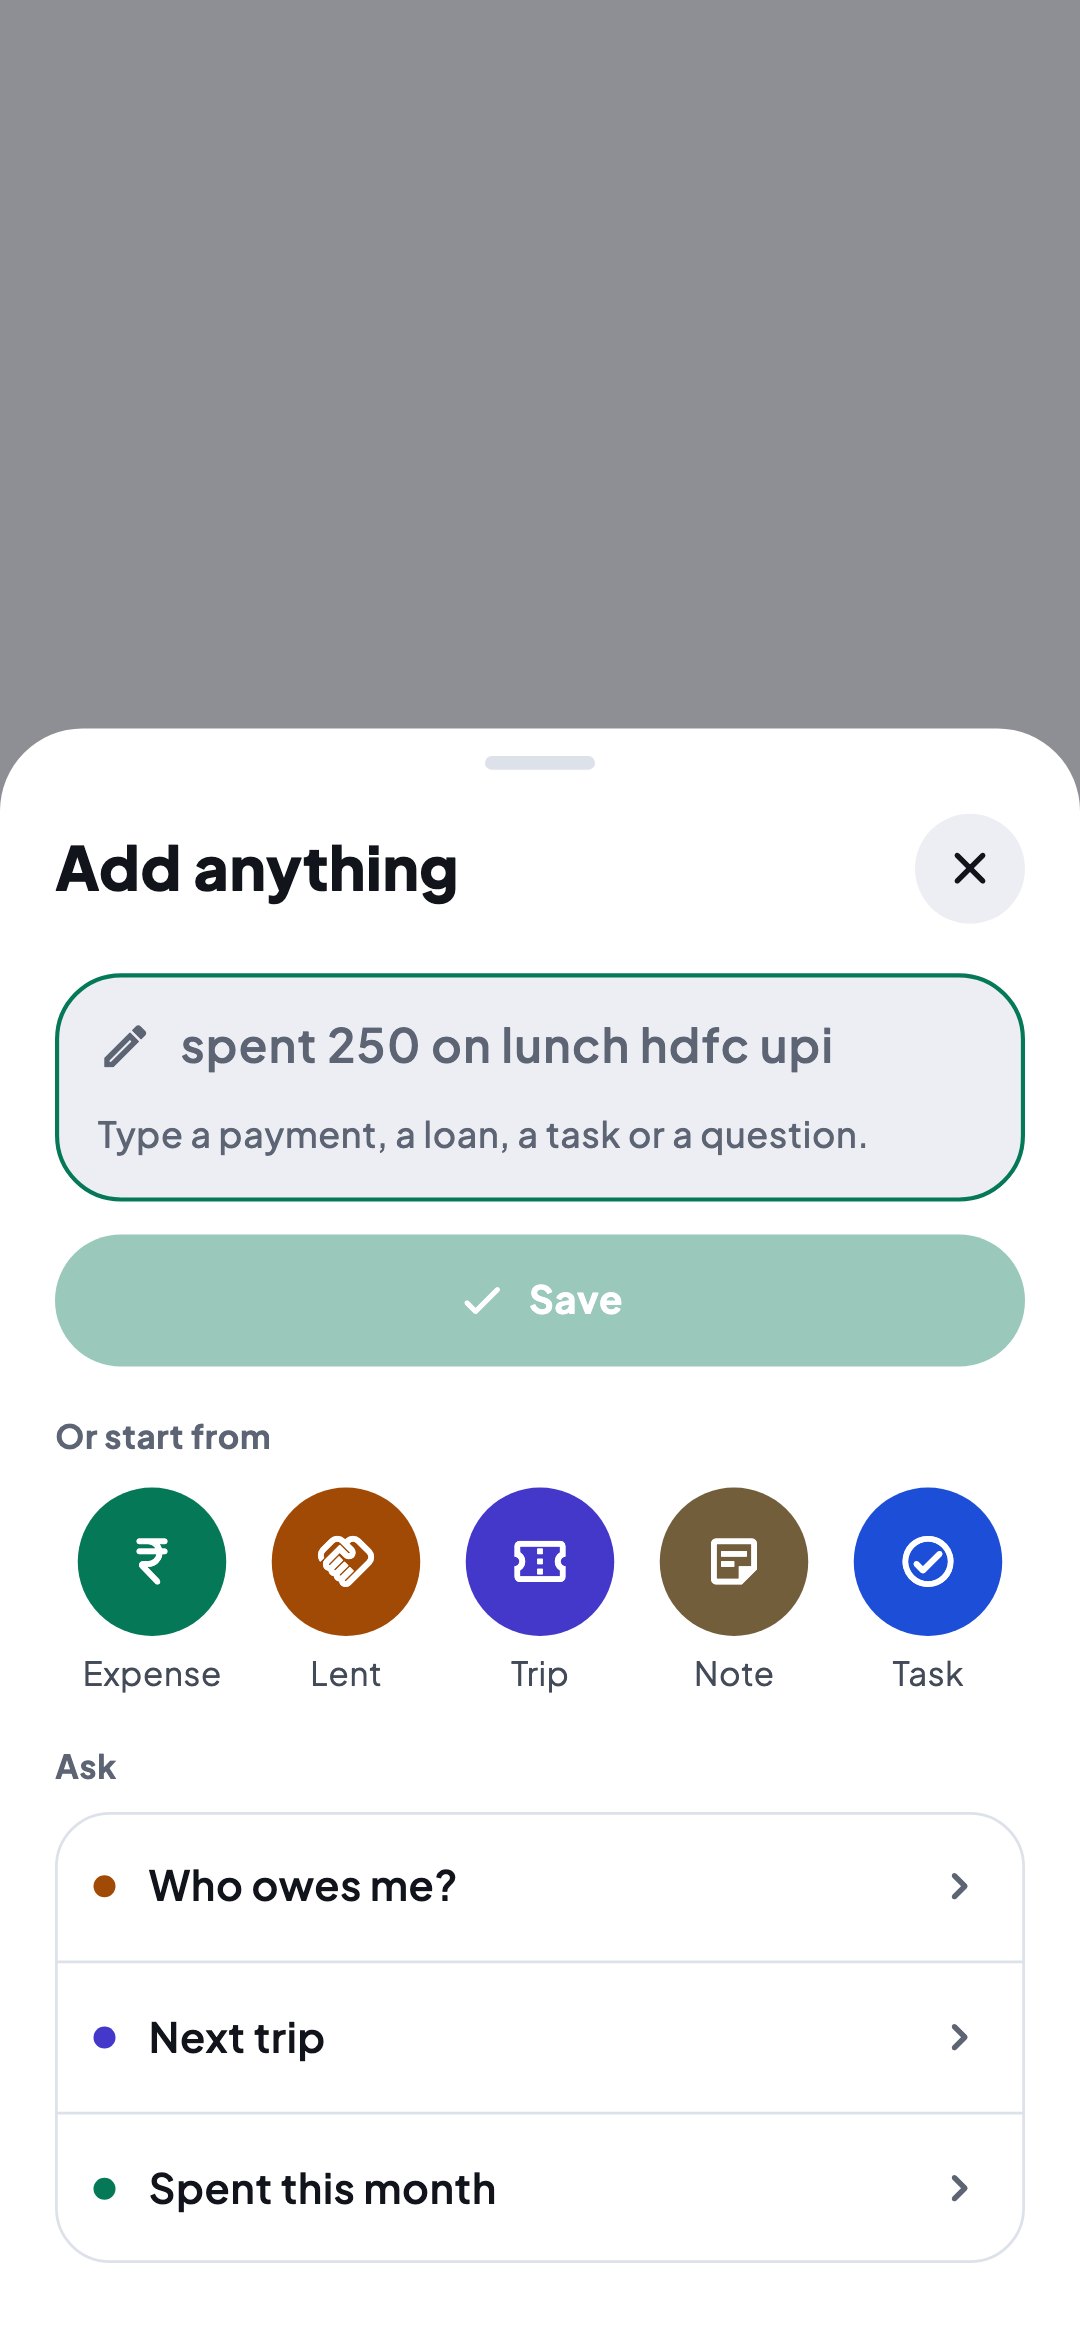 Add anything
spent 250 on lunch hdfc upi
Type a payment, a loan, a task or a question.
Save
Or start from
Expense Lent Trip Note Task
Ask
Who owes me?
Next trip
Spent this month